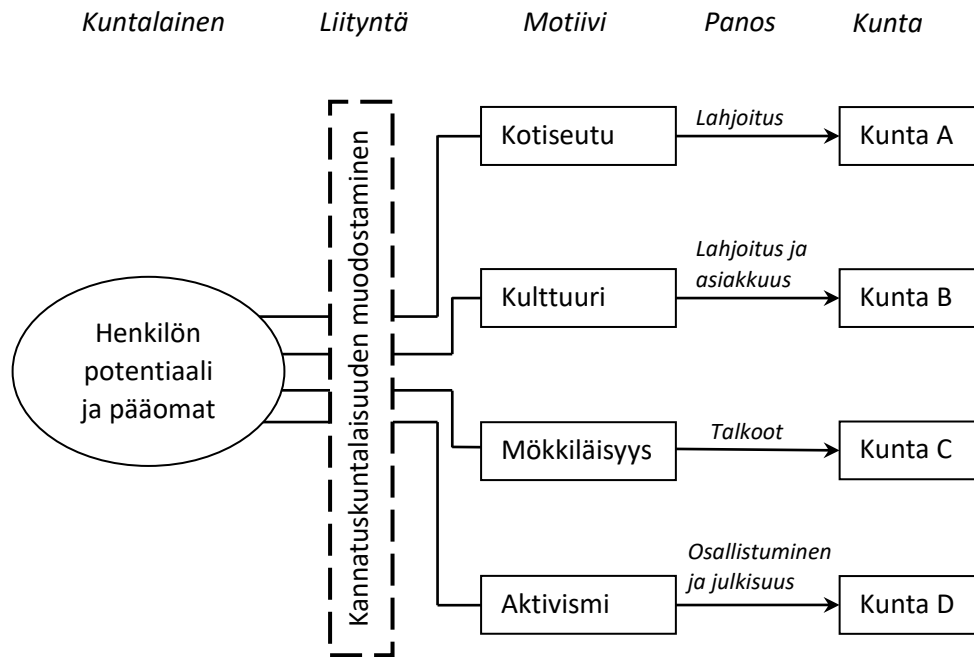 Kuntalainen Liityntä Motiivi Panos Kunta
Kannatuskuntalaisuuden muodostaminen
Henkilön
potentiaali
ja pääomat
Kotiseutu
Lahjoitus
Kunta A
Kulttuuri
Lahjoitus ja
asiakkuus
Kunta B
Mökkiläisyys
Talkoot
Kunta C
Aktivismi
Osallistuminen
ja julkisuus
Kunta D